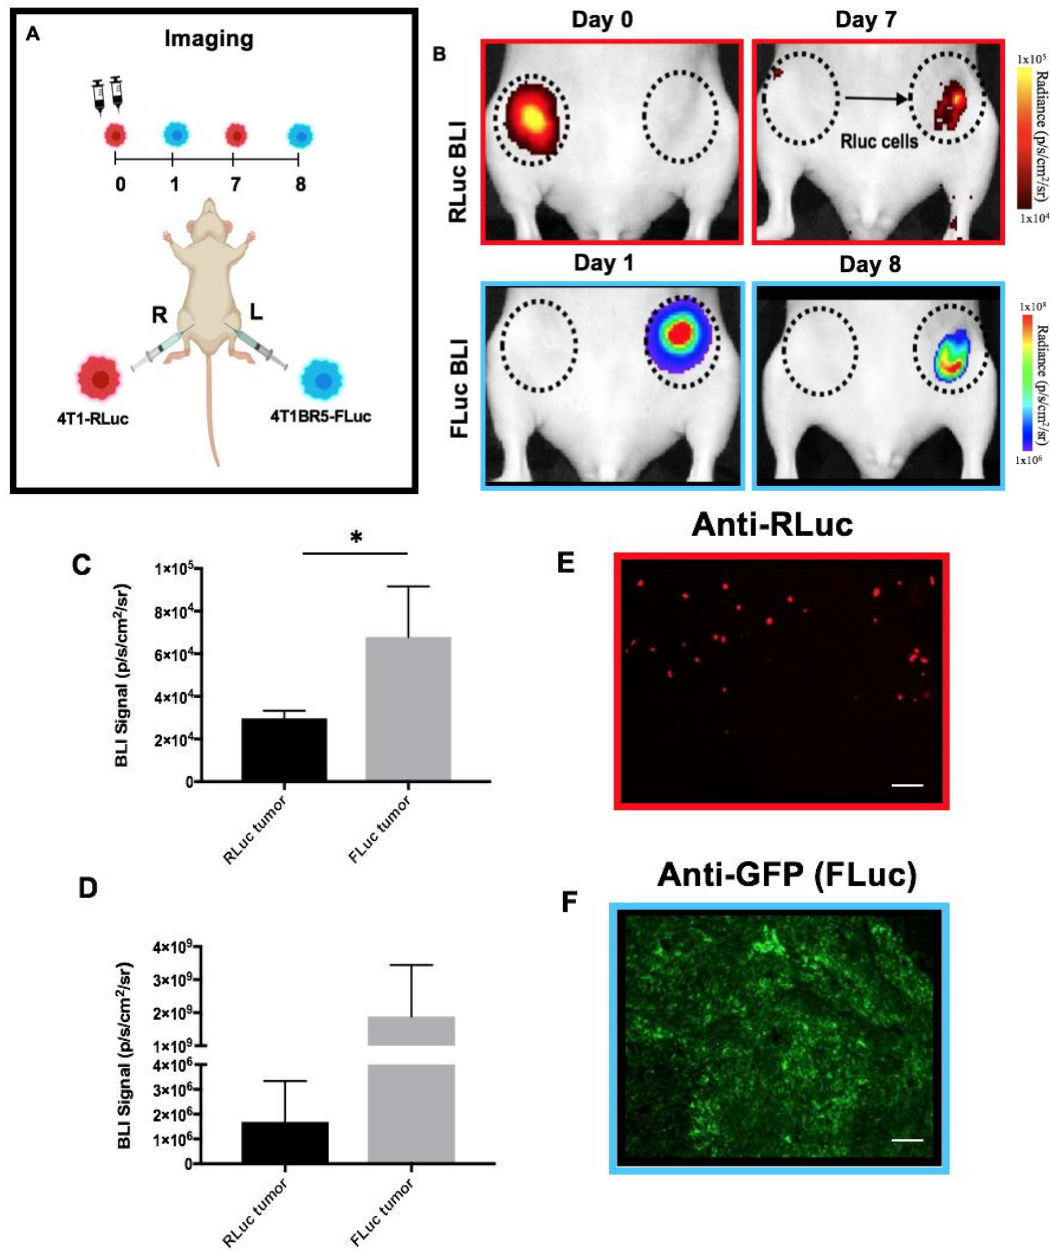 A
Imaging
0 1 7 8
R L
4T1-RLuc 4T1BR5-FLuc
B
Day 0 Day 7
RLuc BLI
Rluc cells
1x10⁵
Radiance (p/s/cm²/sr)
1x10⁴
Day 1 Day 8
FLuc BLI
1x10⁸
Radiance (p/s/cm²/sr)
1x10⁶
C
*
BLI Signal (p/s/cm²/sr)
1×10⁵
8×10⁴
6×10⁴
4×10⁴
2×10⁴
0
RLuc tumor
FLuc tumor
D
BLI Signal (p/s/cm²/sr)
4×10⁹
3×10⁹
2×10⁹
1×10⁹
4×10⁶
3×10⁶
2×10⁶
1×10⁶
0
RLuc tumor
FLuc tumor
E
Anti-RLuc
F
Anti-GFP (FLuc)